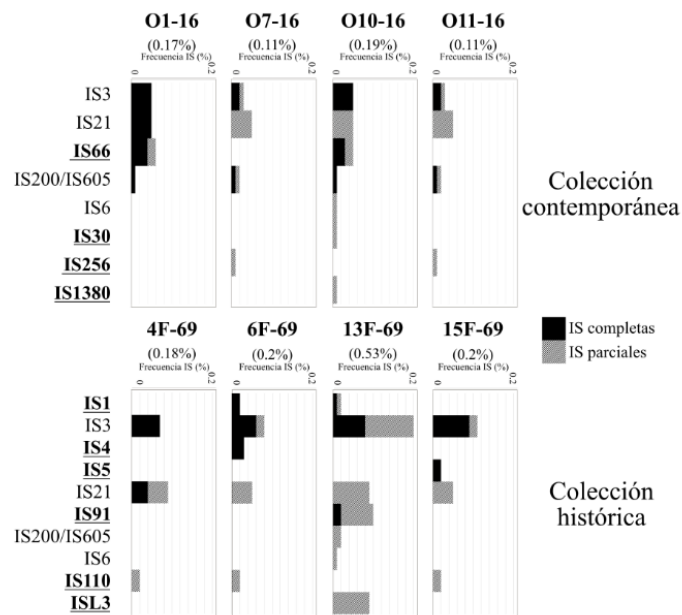 O1-16 O7-16 O10-16 O11-16
(0.17%) (0.11%) (0.19%) (0.11%)
Frecuencia IS (%) Frecuencia IS (%) Frecuencia IS (%) Frecuencia IS (%)
0 0.2 0 0.2 0 0.2 0 0.2
IS3
IS21
IS66
IS200/IS605
IS6
IS30
IS256
IS1380
Colección
contemporánea
4F-69 6F-69 13F-69 15F-69
(0.18%) (0.2%) (0.53%) (0.2%)
Frecuencia IS (%) Frecuencia IS (%) Frecuencia IS (%) Frecuencia IS (%)
0 0.2 0 0.2 0 0.2 0 0.2
IS completas
IS parciales
IS1
IS3
IS4
IS5
IS21
IS91
IS200/IS605
IS6
IS110
ISL3
Colección
histórica